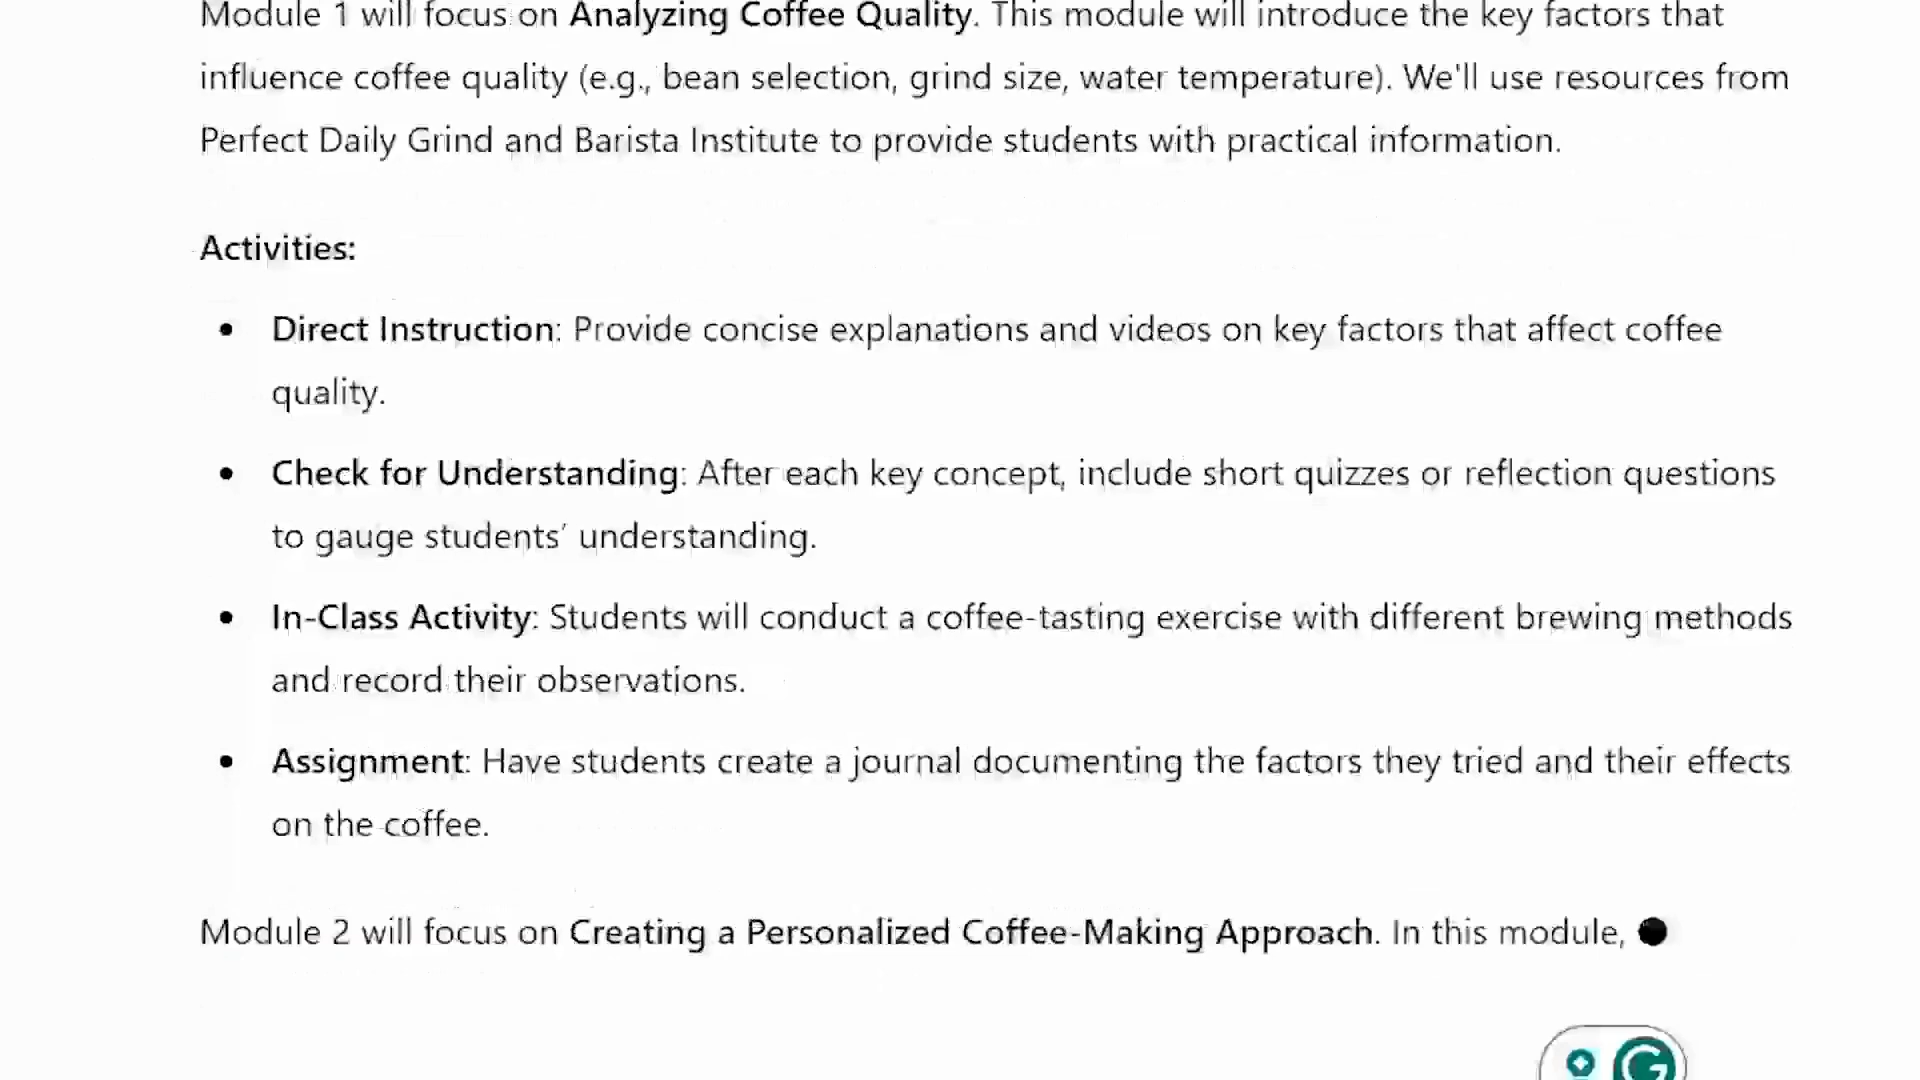 Module 1 will focus on Analyzing Coffee Quality. This module will introduce the key factors that
influence coffee quality (e.g., bean selection, grind size, water temperature). We'll use resources from
Perfect Daily Grind and Barista Institute to provide students with practical information.
Activities:
• Direct Instruction: Provide concise explanations and videos on key factors that affect coffee
quality.
• Check for Understanding: After each key concept, include short quizzes or reflection questions
to gauge students’ understanding.
• In-Class Activity: Students will conduct a coffee-tasting exercise with different brewing methods
and record their observations.
• Assignment: Have students create a journal documenting the factors they tried and their effects
on the coffee.
Module 2 will focus on Creating a Personalized Coffee-Making Approach. In this module,